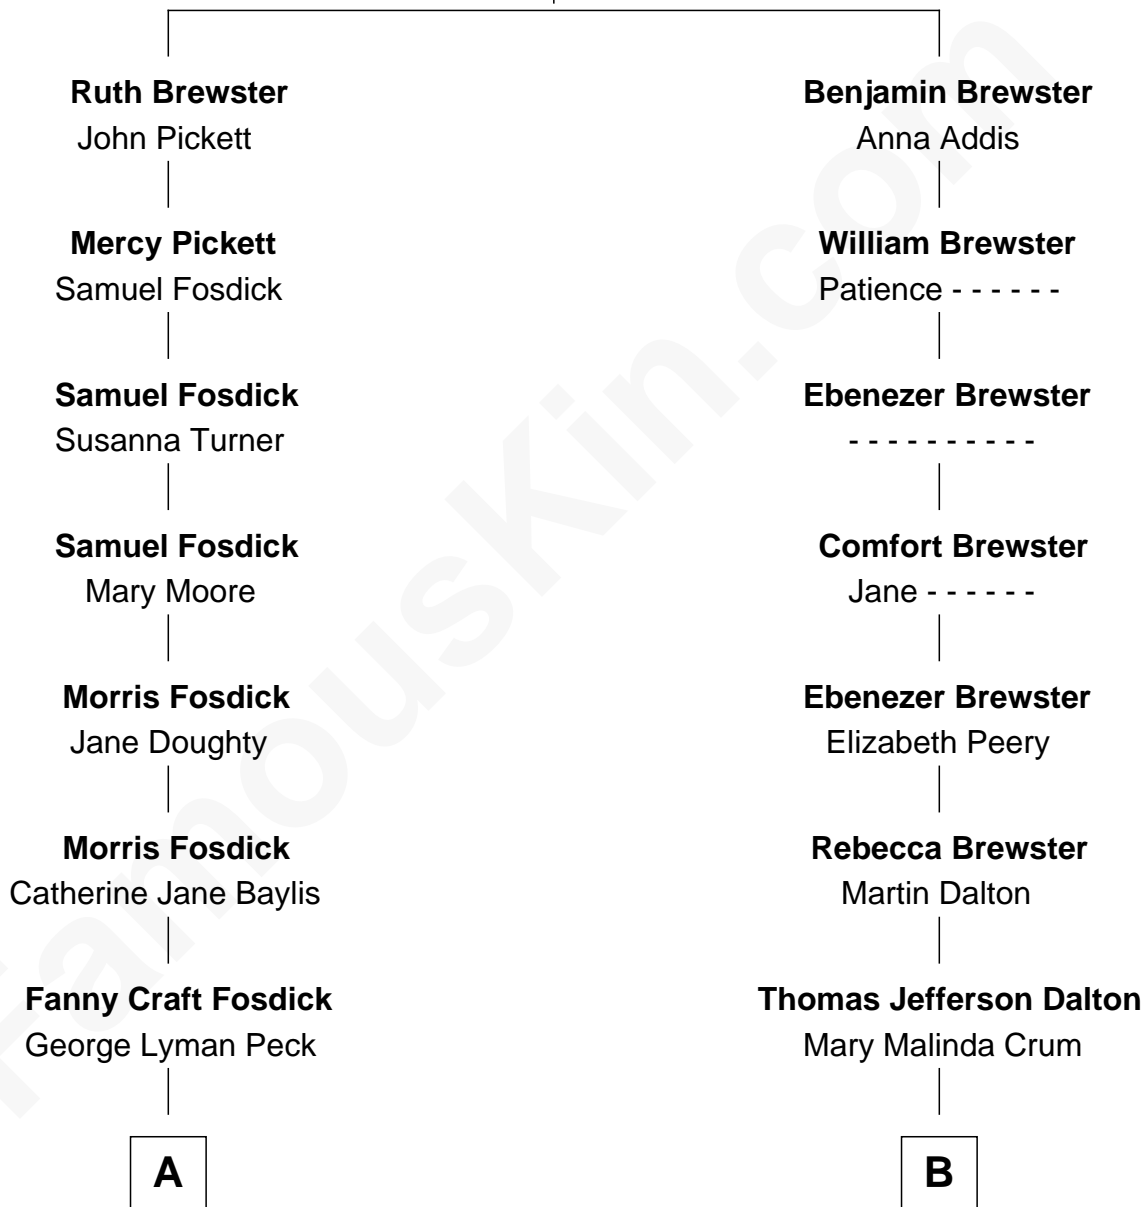 Ruth Brewster
John Pickett
Mercy Pickett
Samuel Fosdick
Samuel Fosdick
Susanna Turner
Samuel Fosdick
Mary Moore
Morris Fosdick
Jane Doughty
Morris Fosdick
Catherine Jane Baylis
Fanny Craft Fosdick
George Lyman Peck
A
Benjamin Brewster
Anna Addis
William Brewster
Patience - - - - - -
Ebenezer Brewster
- - - - - - - - - -
Comfort Brewster
Jane - - - - - -
Ebenezer Brewster
Elizabeth Peery
Rebecca Brewster
Martin Dalton
Thomas Jefferson Dalton
Mary Malinda Crum
B
FamousKin.com